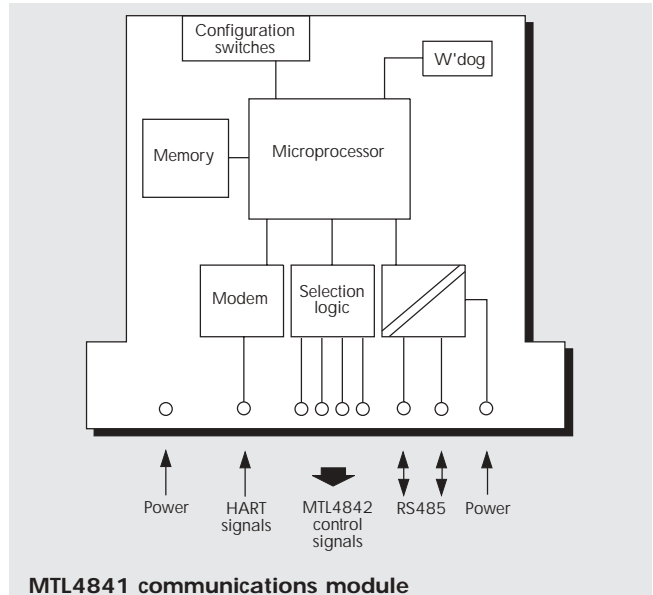 Configuration
switches
W'dog
Memory
Microprocessor
Modem
Selection
logic
Power
HART
signals
MTL4842
control
signals
RS485
Power
MTL4841 communications module